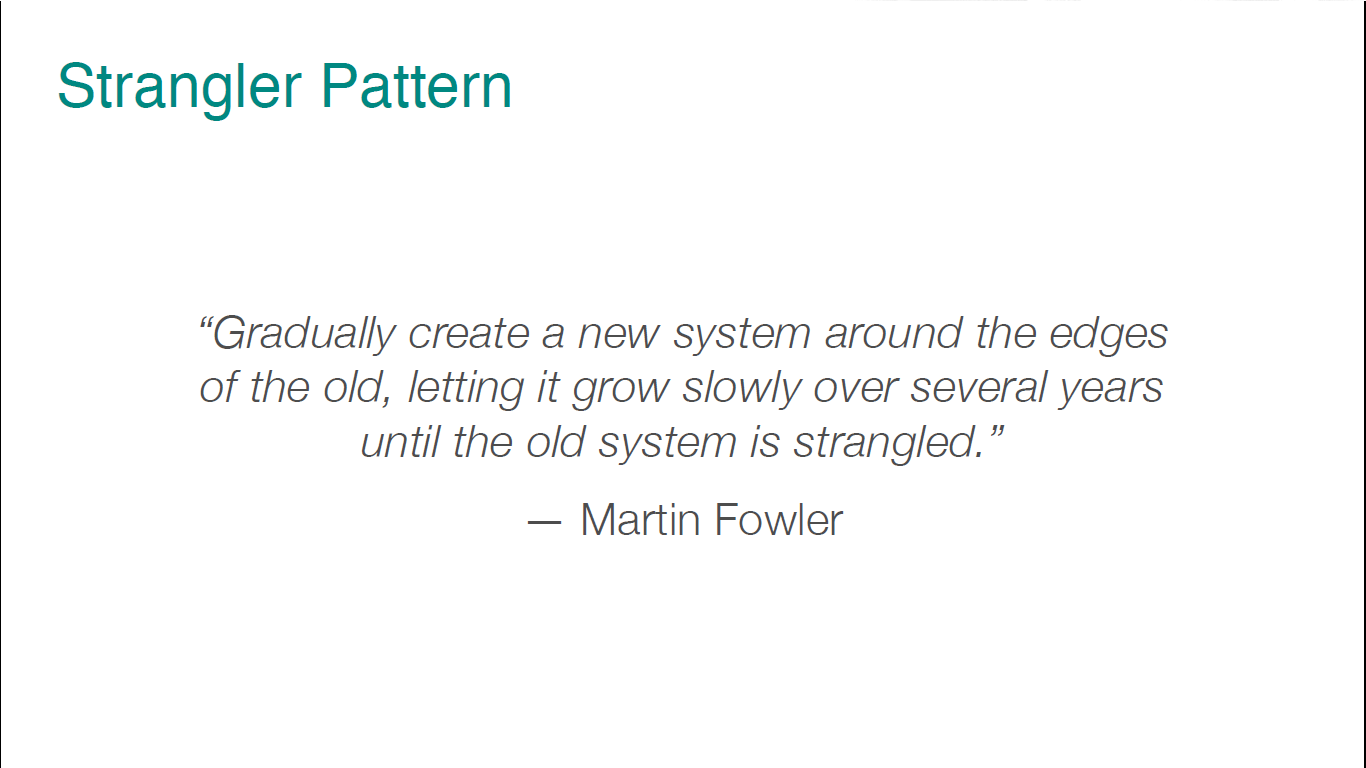 Strangler Pattern
“Gradually create a new system around the edges
of the old, letting it grow slowly over several years
until the old system is strangled.”
— Martin Fowler